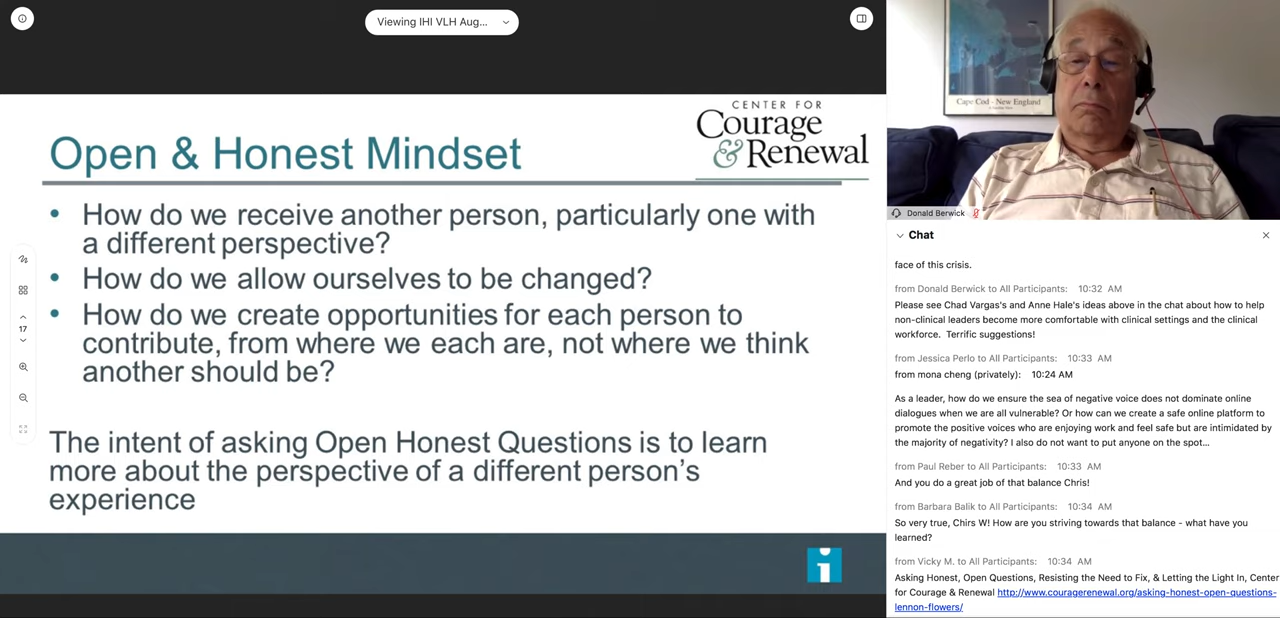 Viewing IHI VLH Aug...
CENTER FOR
Courage
& Renewal
Open & Honest Mindset
• How do we receive another person, particularly one with
a different perspective?
• How do we allow ourselves to be changed?
• How do we create opportunities for each person to
contribute, from where we each are, not where we think
another should be?
The intent of asking Open Honest Questions is to learn
more about the perspective of a different person's
experience
17
i
Cape Cod - New England
Donald Berwick
Chat
face of this crisis.
from Donald Berwick to All Participants: 10:32 AM
Please see Chad Vargas's and Anne Hale's ideas above in the chat about how to help
non-clinical leaders become more comfortable with clinical settings and the clinical
workforce. Terrific suggestions!
from Jessica Perlo to All Participants: 10:33 AM
from mona cheng (privately): 10:24 AM
As a leader, how do we ensure the sea of negative voice does not dominate online
dialogues when we are all vulnerable? Or how can we create a safe online platform to
promote the positive voices who are enjoying work and feel safe but are intimidated by
the majority of negativity? I also do not want to put anyone on the spot...
from Paul Reber to All Participants: 10:33 AM
And you do a great job of that balance Chris!
from Barbara Balik to All Participants: 10:34 AM
So very true, Chirs W! How are you striving towards that balance - what have you
learned?
from Vicky M. to All Participants: 10:34 AM
Asking Honest, Open Questions, Resisting the Need to Fix, & Letting the Light In, Center
for Courage & Renewal http://www.couragerenewal.org/asking-honest-open-questions-
lennon-flowers/